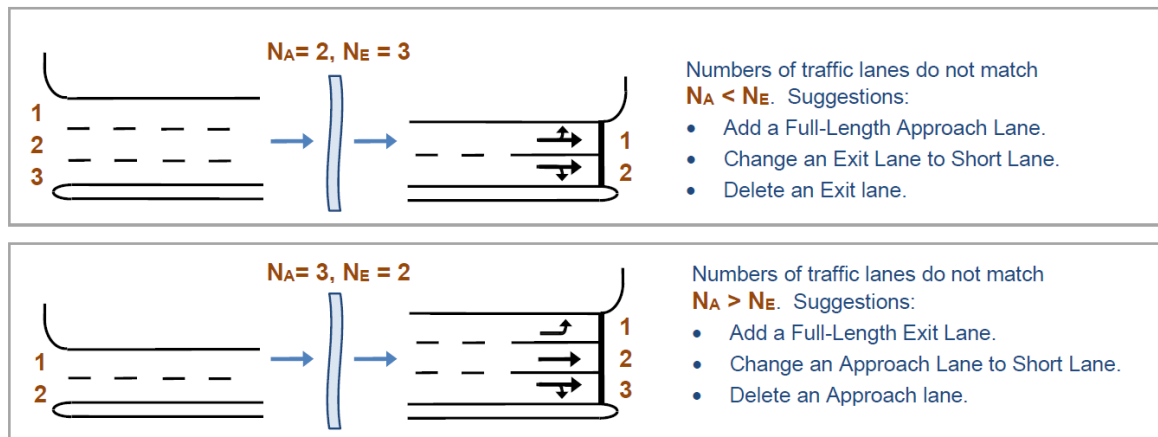 NA= 2, NE = 3
1
2
3
1
2
Numbers of traffic lanes do not match
NA < NE. Suggestions:
• Add a Full-Length Approach Lane.
• Change an Exit Lane to Short Lane.
• Delete an Exit lane.
NA= 3, NE = 2
1
2
1
2
3
Numbers of traffic lanes do not match
NA > NE. Suggestions:
• Add a Full-Length Exit Lane.
• Change an Approach Lane to Short Lane.
• Delete an Approach lane.